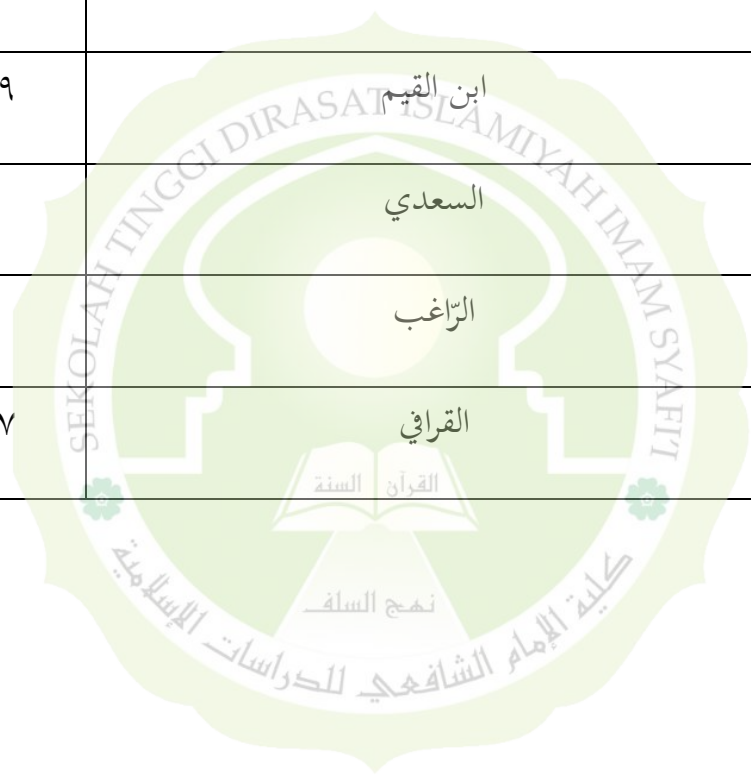 ابن القيم ٩
السعدي
الرّاغب
القرافي ٧
SEKOLAH TINGGI DIRASAT ISLAMIYAH IMAM SYAFI'I
القرآن السنة
نهج السلف
كلية الإمام الشافعي للدراسات الإسلامية